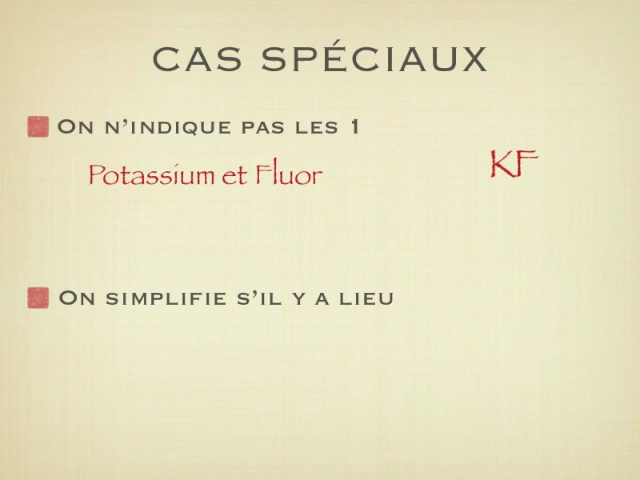 CAS SPÉCIAUX
ON N'INDIQUE PAS LES 1
Potassium et Fluor
KF
ON SIMPLIFIE S'IL Y A LIEU